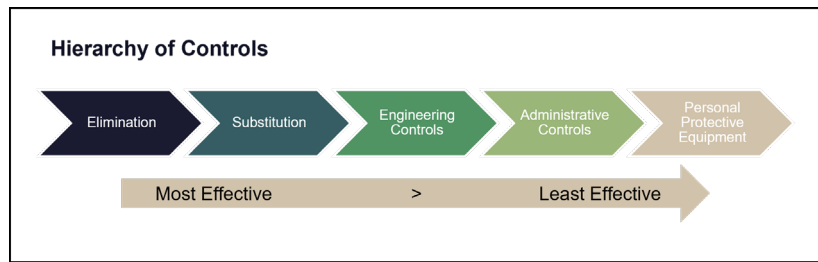 Hierarchy of Controls
Elimination
Substitution
Engineering
Controls
Administrative
Controls
Personal
Protective
Equipment
Most Effective > Least Effective